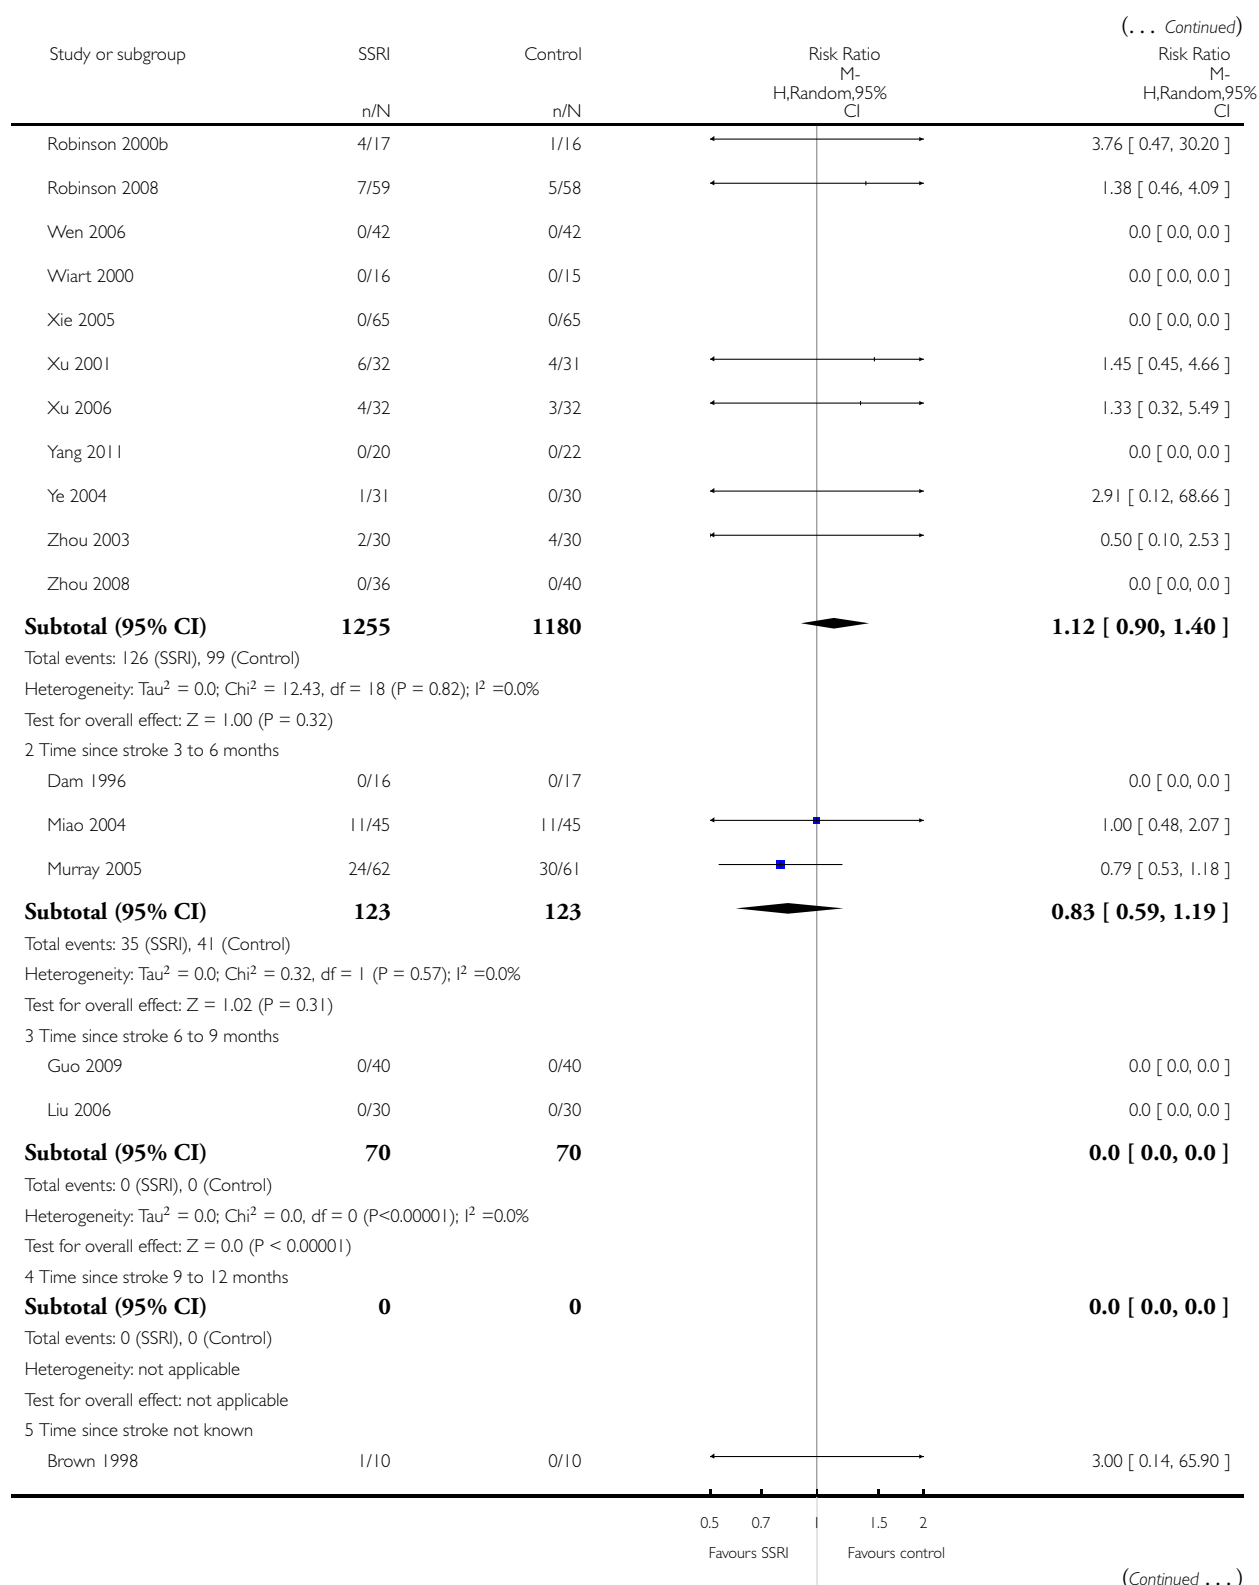 (... Continued)
Study or subgroup SSRI Control Risk Ratio Risk Ratio
M- M-
H,Random,95% H,Random,95%
n/N n/N CI CI
Robinson 2000b 4/17 1/16 3.76 [ 0.47, 30.20 ]
Robinson 2008 7/59 5/58 1.38 [ 0.46, 4.09 ]
Wen 2006 0/42 0/42 0.0 [ 0.0, 0.0 ]
Wiart 2000 0/16 0/15 0.0 [ 0.0, 0.0 ]
Xie 2005 0/65 0/65 0.0 [ 0.0, 0.0 ]
Xu 2001 6/32 4/31 1.45 [ 0.45, 4.66 ]
Xu 2006 4/32 3/32 1.33 [ 0.32, 5.49 ]
Yang 2011 0/20 0/22 0.0 [ 0.0, 0.0 ]
Ye 2004 1/31 0/30 2.91 [ 0.12, 68.66 ]
Zhou 2003 2/30 4/30 0.50 [ 0.10, 2.53 ]
Zhou 2008 0/36 0/40 0.0 [ 0.0, 0.0 ]
Subtotal (95% CI) 1255 1180 1.12 [ 0.90, 1.40 ]
Total events: 126 (SSRI), 99 (Control)
Heterogeneity: Tau² = 0.0; Chi² = 12.43, df = 18 (P = 0.82); I² =0.0%
Test for overall effect: Z = 1.00 (P = 0.32)
2 Time since stroke 3 to 6 months
Dam 1996 0/16 0/17 0.0 [ 0.0, 0.0 ]
Miao 2004 11/45 11/45 1.00 [ 0.48, 2.07 ]
Murray 2005 24/62 30/61 0.79 [ 0.53, 1.18 ]
Subtotal (95% CI) 123 123 0.83 [ 0.59, 1.19 ]
Total events: 35 (SSRI), 41 (Control)
Heterogeneity: Tau² = 0.0; Chi² = 0.32, df = 1 (P = 0.57); I² =0.0%
Test for overall effect: Z = 1.02 (P = 0.31)
3 Time since stroke 6 to 9 months
Guo 2009 0/40 0/40 0.0 [ 0.0, 0.0 ]
Liu 2006 0/30 0/30 0.0 [ 0.0, 0.0 ]
Subtotal (95% CI) 70 70 0.0 [ 0.0, 0.0 ]
Total events: 0 (SSRI), 0 (Control)
Heterogeneity: Tau² = 0.0; Chi² = 0.0, df = 0 (P<0.00001); I² =0.0%
Test for overall effect: Z = 0.0 (P < 0.00001)
4 Time since stroke 9 to 12 months
Subtotal (95% CI) 0 0 0.0 [ 0.0, 0.0 ]
Total events: 0 (SSRI), 0 (Control)
Heterogeneity: not applicable
Test for overall effect: not applicable
5 Time since stroke not known
Brown 1998 1/10 0/10 3.00 [ 0.14, 65.90 ]
0.5 0.7 1 1.5 2
Favours SSRI Favours control
(Continued ...)